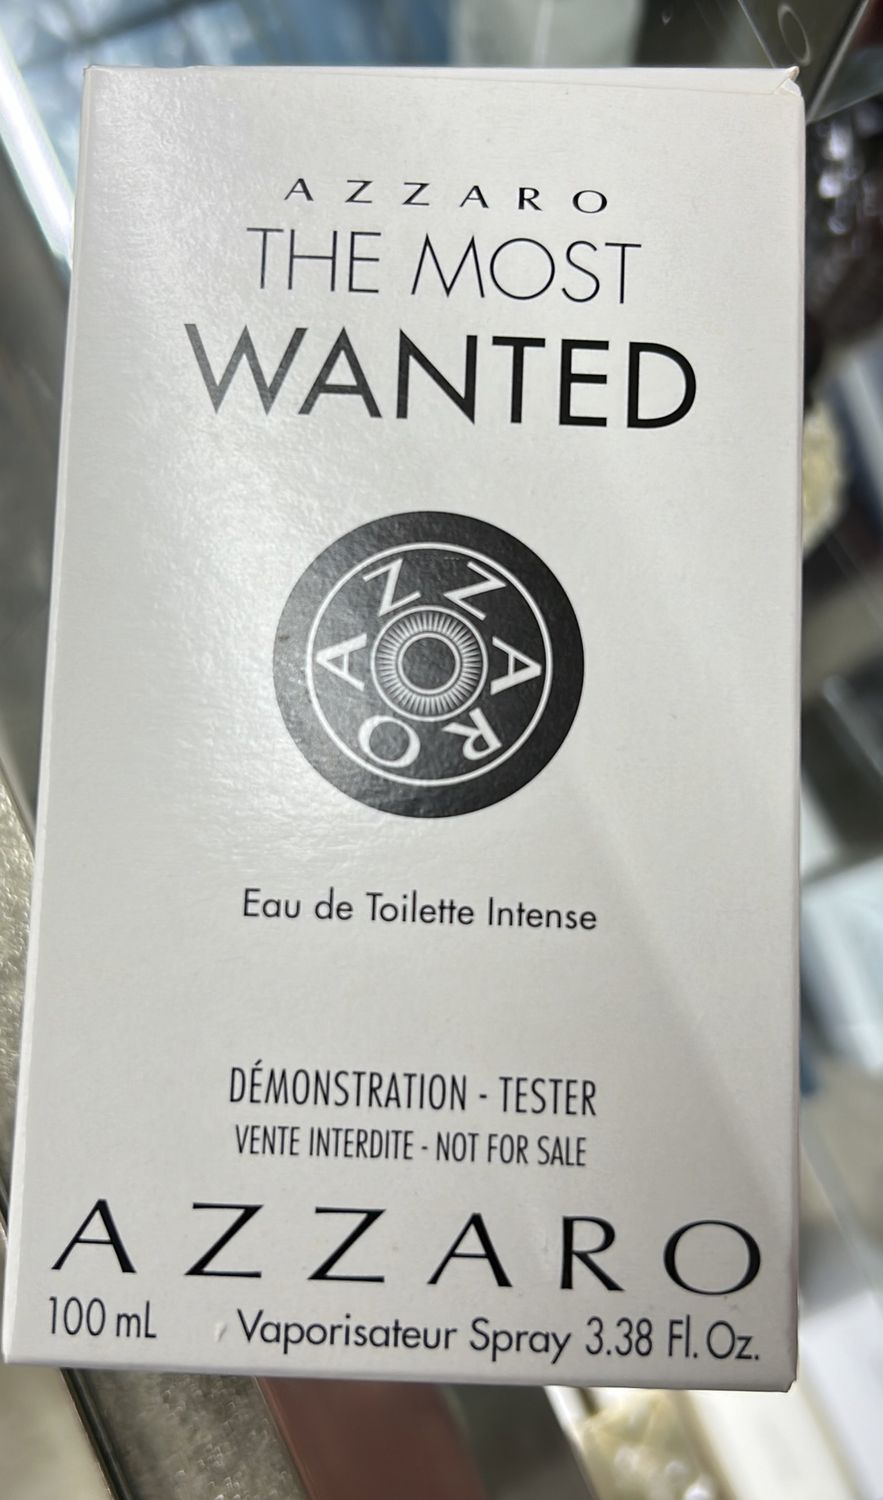 AZZARO
THE MOST
WANTED
AZZARO
Eau de Toilette Intense
DÉMONSTRATION - TESTER
VENTE INTERDITE - NOT FOR SALE
AZZARO
100 mL Vaporisateur Spray 3.38 Fl. Oz.